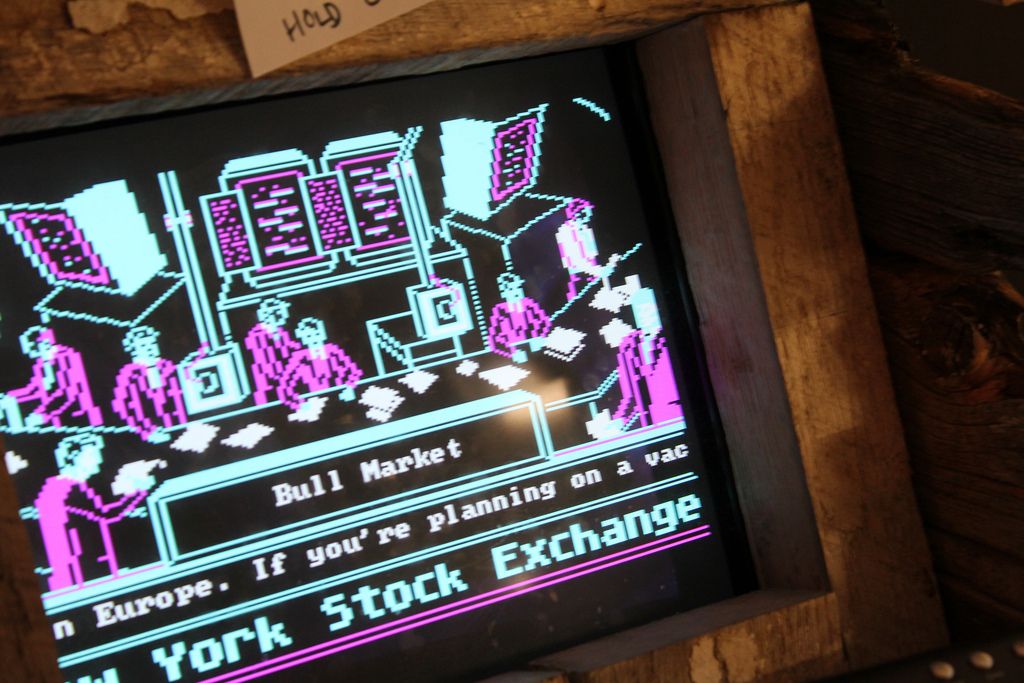 HOLD
Bull Market
n Europe. If you're planning on a vac
w York Stock Exchange